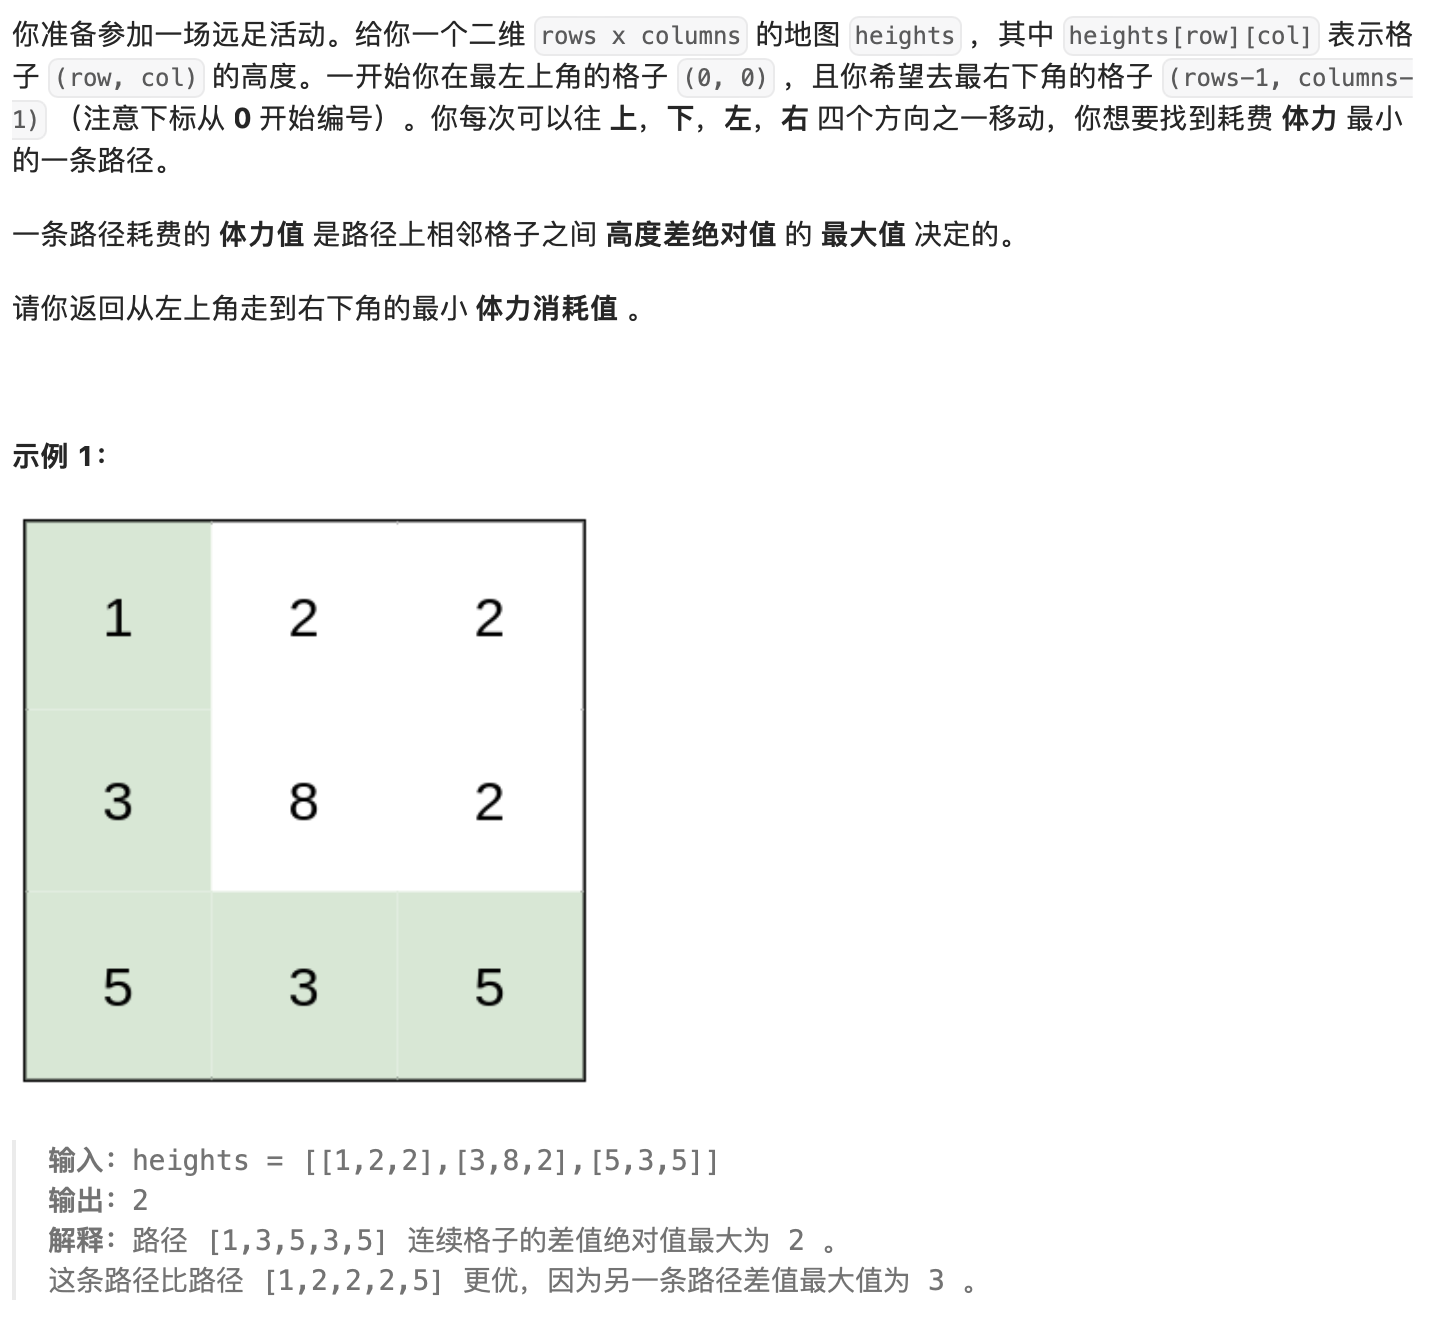 你准备参加一场远足活动。给你一个二维 rows x columns 的地图 heights ，其中 heights[row][col] 表示格
子 (row, col) 的高度。一开始你在最左上角的格子 (0, 0) ，且你希望去最右下角的格子 (rows-1, columns-
1) （注意下标从 0 开始编号）。你每次可以往 上，下，左，右 四个方向之一移动，你想要找到耗费 体力 最小
的一条路径。
一条路径耗费的 体力值 是路径上相邻格子之间 高度差绝对值 的 最大值 决定的。
请你返回从左上角走到右下角的最小 体力消耗值 。
示例 1：
1 2 2
3 8 2
5 3 5
输入：heights = [[1,2,2],[3,8,2],[5,3,5]]
输出：2
解释：路径 [1,3,5,3,5] 连续格子的差值绝对值最大为 2 。
这条路径比路径 [1,2,2,2,5] 更优，因为另一条路径差值最大值为 3 。